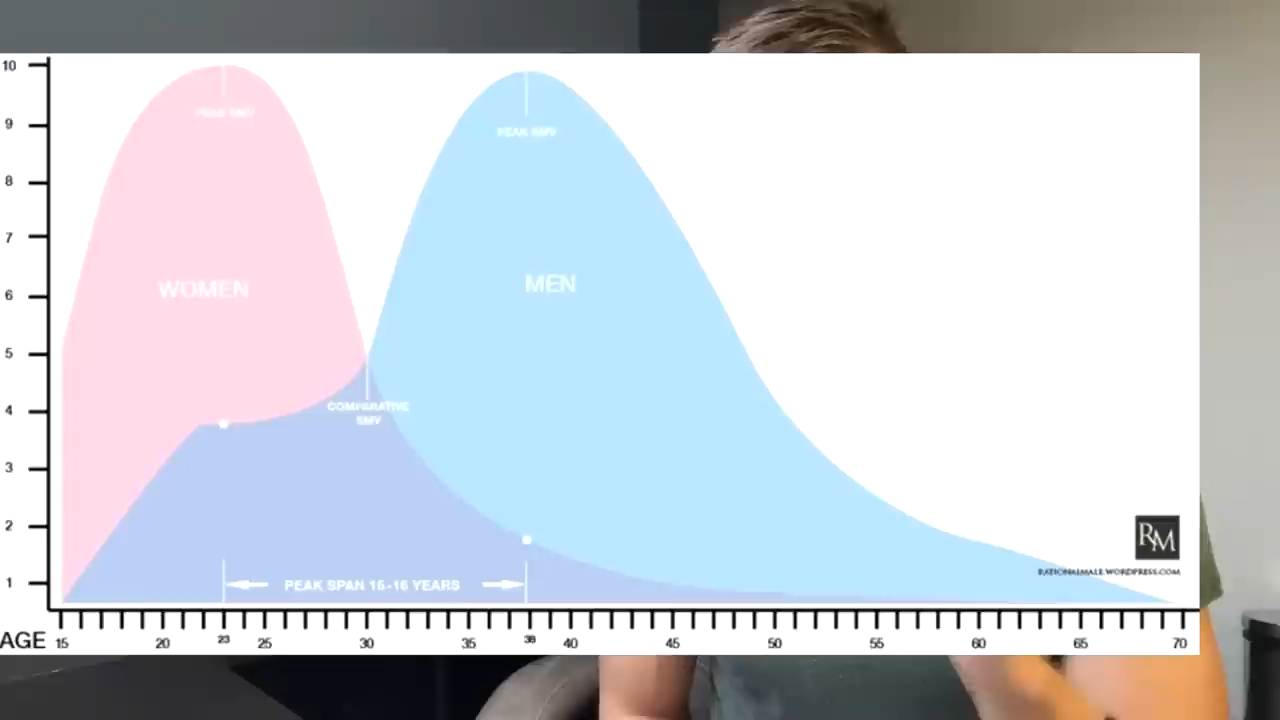 10
9
8
7
6
5
4
3
2
1
PEAK SMV
PEAK SMV
WOMEN
MEN
COMPARATIVE
SMV
PEAK SPAN 15-16 YEARS
RM
RATIONALMALE.WORDPRESS.COM
AGE 15 20 23 25 30 35 38 40 45 50 55 60 65 70